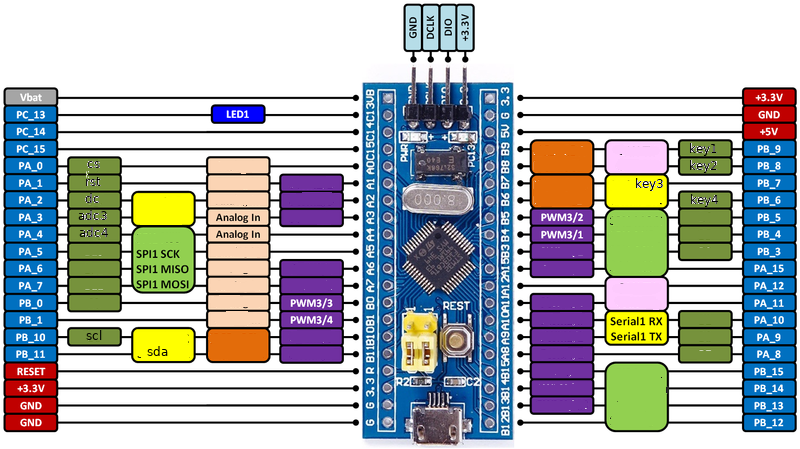 GND DCLK DIO +3.3V
Vbat
PC_13 LED1
PC_14
PC_15
PA_0 cs
PA_1 rst
PA_2 dc
PA_3 adc3 Analog In
PA_4 adc4 Analog In
PA_5 SPI1 SCK
PA_6 SPI1 MISO
PA_7 SPI1 MOSI
PB_0 PWM3/3
PB_1 PWM3/4
PB_10 scl
PB_11 sda
RESET
+3.3V
GND
GND
VB
C13
C14
C15
A0
A1
A2
A3
A4
A5
A6
A7
B0
B1
B10
B11
R
3.3
G
G
PWR
PC13
8.000
REST
R2
C2
3.3
G
5V
B9
B8
B7
B6
B5
B4
B3
A15
A12
A11
A10
A9
A8
B15
B14
B13
B12
+3.3V
GND
+5V
key1 PB_9
key2 PB_8
key3 PB_7
key4 PB_6
PWM3/2 PB_5
PWM3/1 PB_4
PB_3
PA_15
PA_12
PA_11
Serial1 RX PA_10
Serial1 TX PA_9
PA_8
PB_15
PB_14
PB_13
PB_12